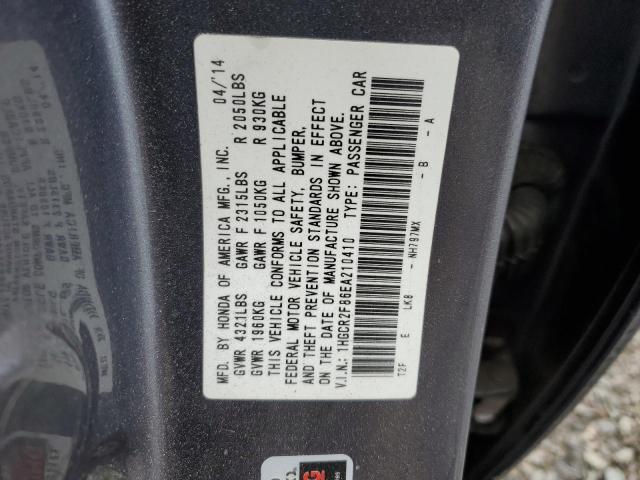 MFD. BY HONDA OF AMERICA MFG., INC. 04/'14
GVWR 4321LBS GAWR F 2315LBS R 2050LBS
GVWR 1960KG GAWR F 1050KG R 930KG
THIS VEHICLE CONFORMS TO ALL APPLICABLE
FEDERAL MOTOR VEHICLE SAFETY, BUMPER,
AND THEFT PREVENTION STANDARDS IN EFFECT
ON THE DATE OF MANUFACTURE SHOWN ABOVE.
V.I.N.: 1HGCR2F86EA210410 TYPE: PASSENGER CAR
T2F E LK8 - NH797MX - B - A